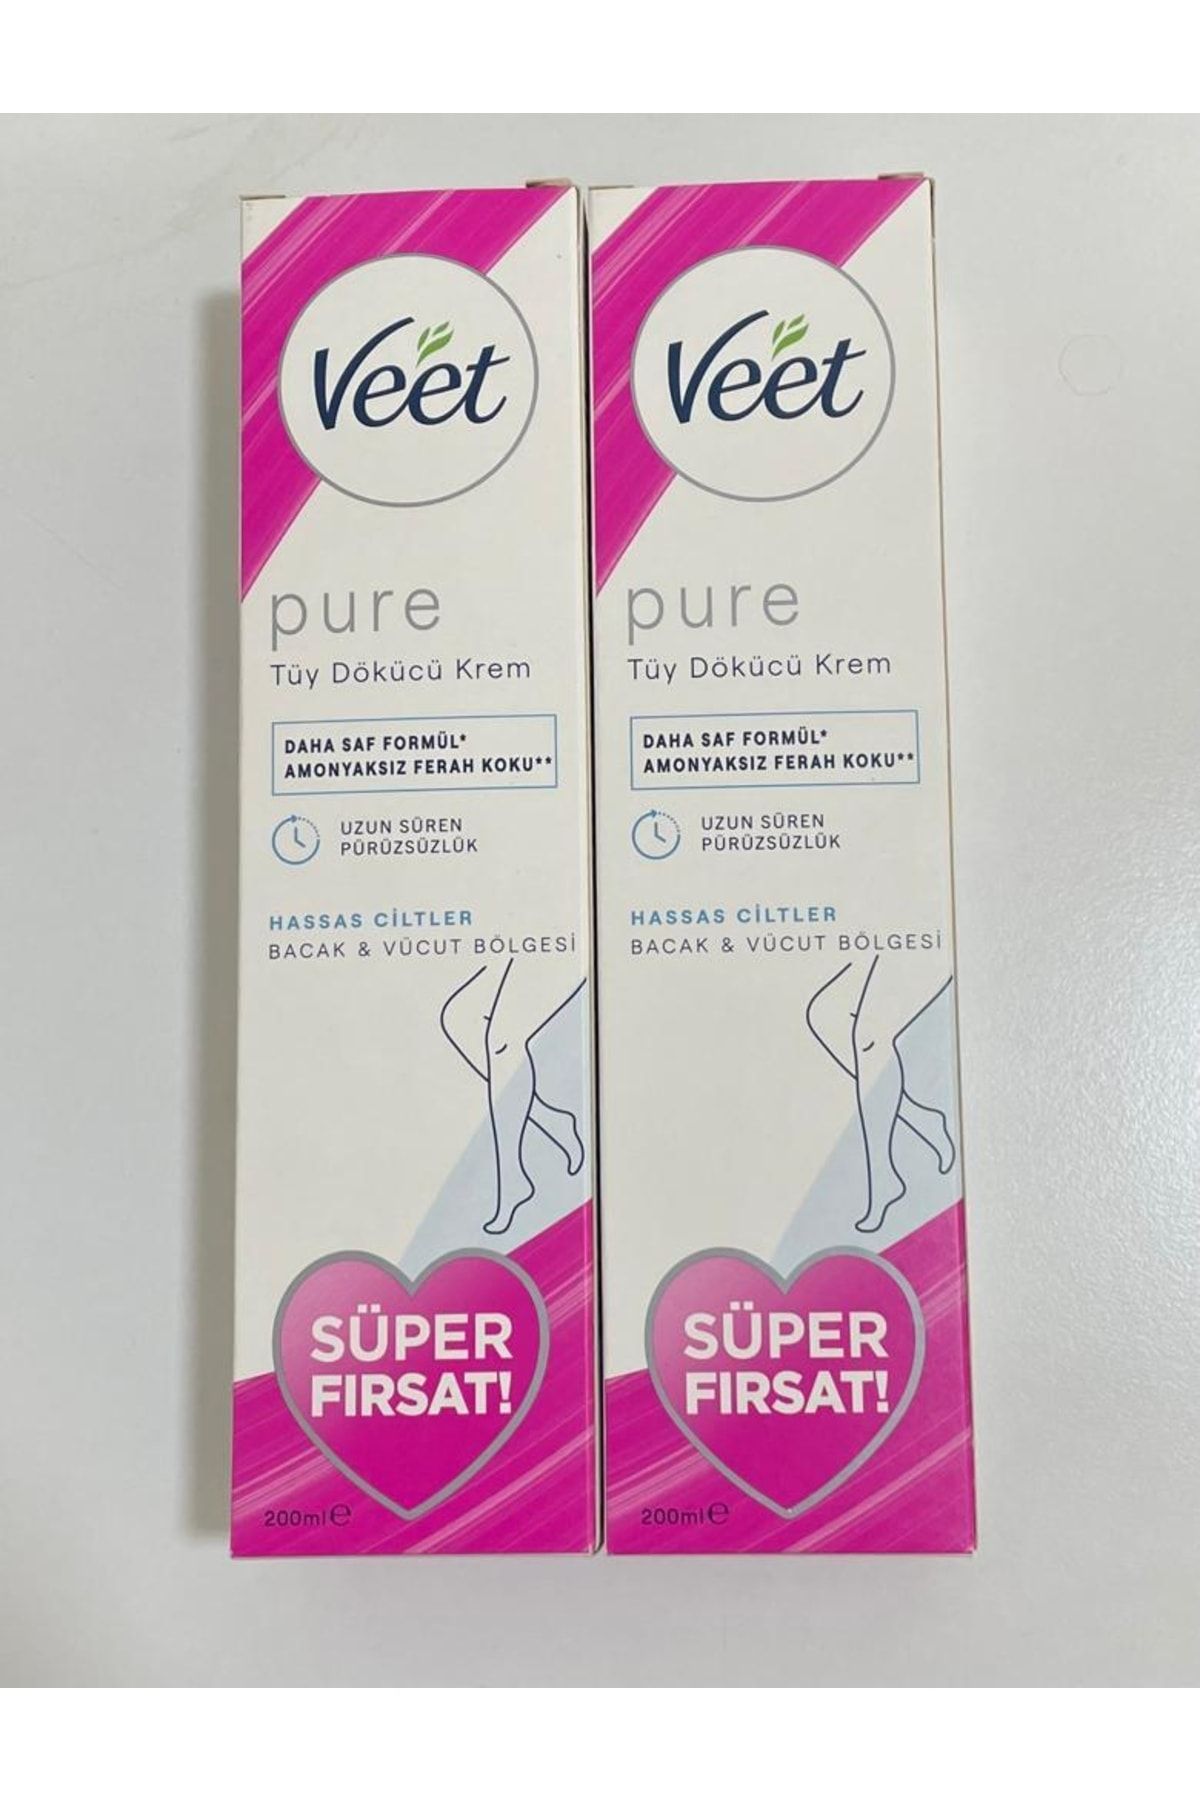 Veet
pure
Tüy Dökücü Krem
DAHA SAF FORMÜL*
AMONYAKSIZ FERAH KOKU**
UZUN SÜREN
PÜRÜZSÜZLÜK
HASSAS CİLTLER
BACAK & VÜCUT BÖLGESİ
SÜPER
FIRSAT!
200ml℮
Veet
pure
Tüy Dökücü Krem
DAHA SAF FORMÜL*
AMONYAKSIZ FERAH KOKU**
UZUN SÜREN
PÜRÜZSÜZLÜK
HASSAS CİLTLER
BACAK & VÜCUT BÖLGESİ
SÜPER
FIRSAT!
200ml℮